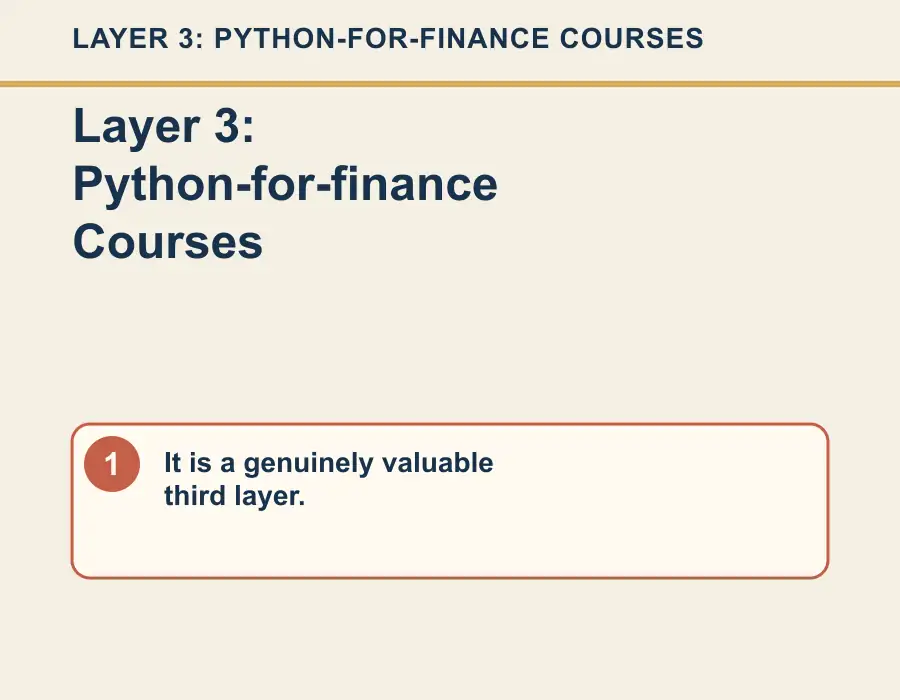 LAYER 3: PYTHON-FOR-FINANCE COURSES
Layer 3:
Python-for-finance
Courses
1
It is a genuinely valuable
third layer.